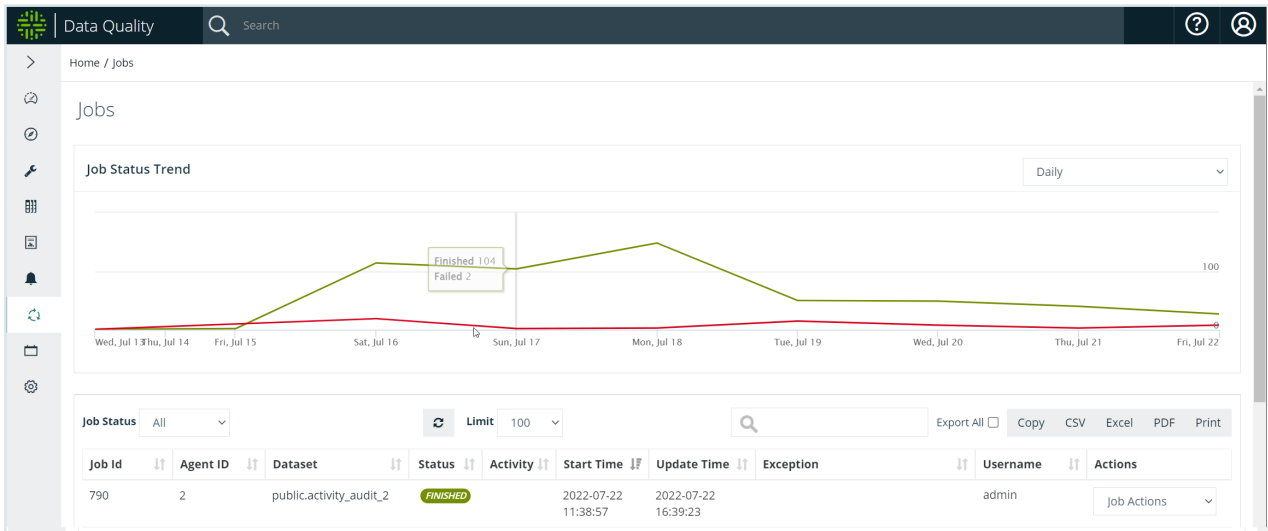 Data Quality
Search
Home / Jobs
Jobs
Job Status Trend
Daily
Finished 104
Failed 2
100
0
Wed, Jul 13 Thu, Jul 14 Fri, Jul 15 Sat, Jul 16 Sun, Jul 17 Mon, Jul 18 Tue, Jul 19 Wed, Jul 20 Thu, Jul 21 Fri, Jul 22
Job Status All Limit 100 Export All Copy CSV Excel PDF Print
Job Id Agent ID Dataset Status Activity Start Time Update Time Exception Username Actions
790 2 public.activity_audit_2 FINISHED 2022-07-22 2022-07-22 admin Job Actions
11:38:57 16:39:23